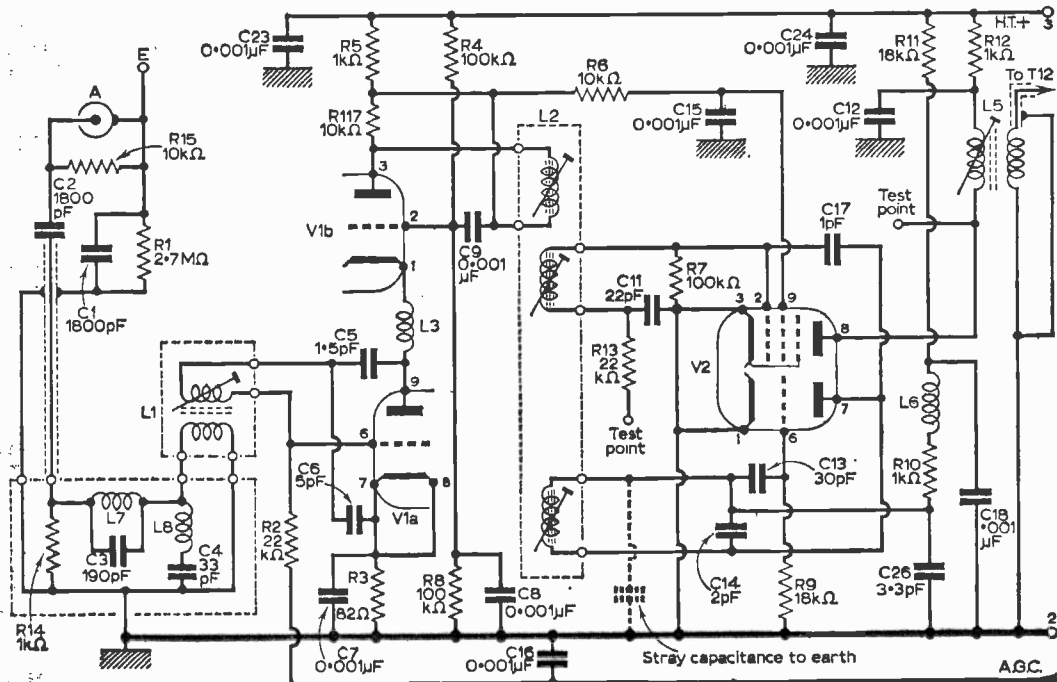 C23
0·001µF
R5
1kΩ
R4
100kΩ
C24
0·001µF
R11
18kΩ
H.T.+
3
R12
1kΩ
E
A
R15
10kΩ
C2
1800
pF
R1
2·7MΩ
C1
1800pF
R117
10kΩ
R6
10kΩ
C15
0·001µF
C12
0·001µF
To T12
L5
L2
3
2
V1b
1
C9
0·001
µF
L3
C5
1·5pF
9
Test
point
C17
1pF
R7
100kΩ
C11
22pF
3
2
9
8
V2
7
1
6
R13
22
kΩ
Test
point
L1
6
7
8
V1a
C6
5pF
L6
R10
1kΩ
C13
30pF
C18
·001
µF
L7
L8
C3
190pF
C4
33
pF
R14
1kΩ
R2
22
kΩ
R3
82Ω
C7
0·001µF
R8
100
kΩ
C8
0·001µF
C16
0·001µF
C14
2pF
R9
18kΩ
C26
3·3pF
Stray capacitance to earth
2
A.G.C.